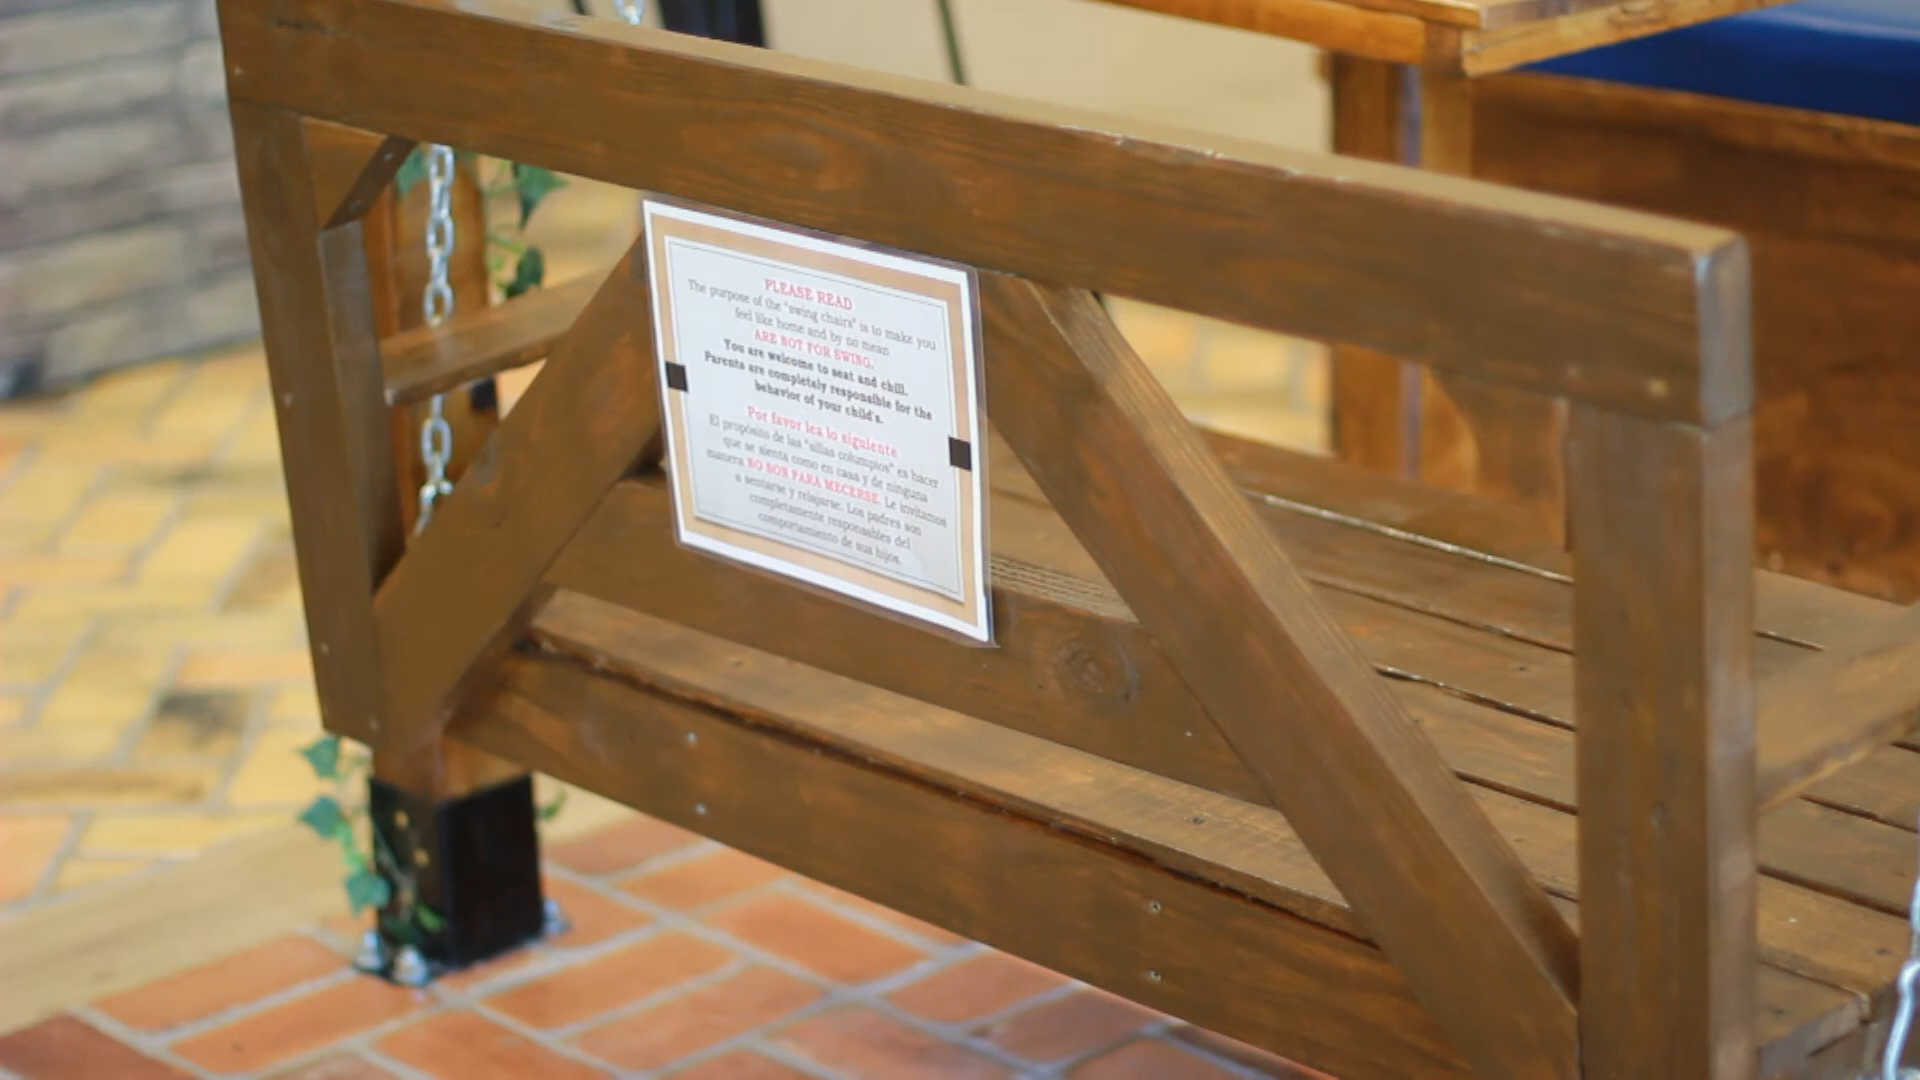 PLEASE READ
The purpose of the "swing chairs" is to make you
feel like home and by no mean
ARE NOT FOR SWING.
You are welcome to seat and chill.
Parents are completely responsible for the
behavior of your child's.
Por favor lea lo siguiente
El propósito de las "sillas columpios" es hacer
que se sienta como en casa y de ninguna
manera NO SON PARA MECERSE. Le invitamos
a sentarse y relajarse. Los padres son
completamente responsables del
comportamiento de sus hijos.